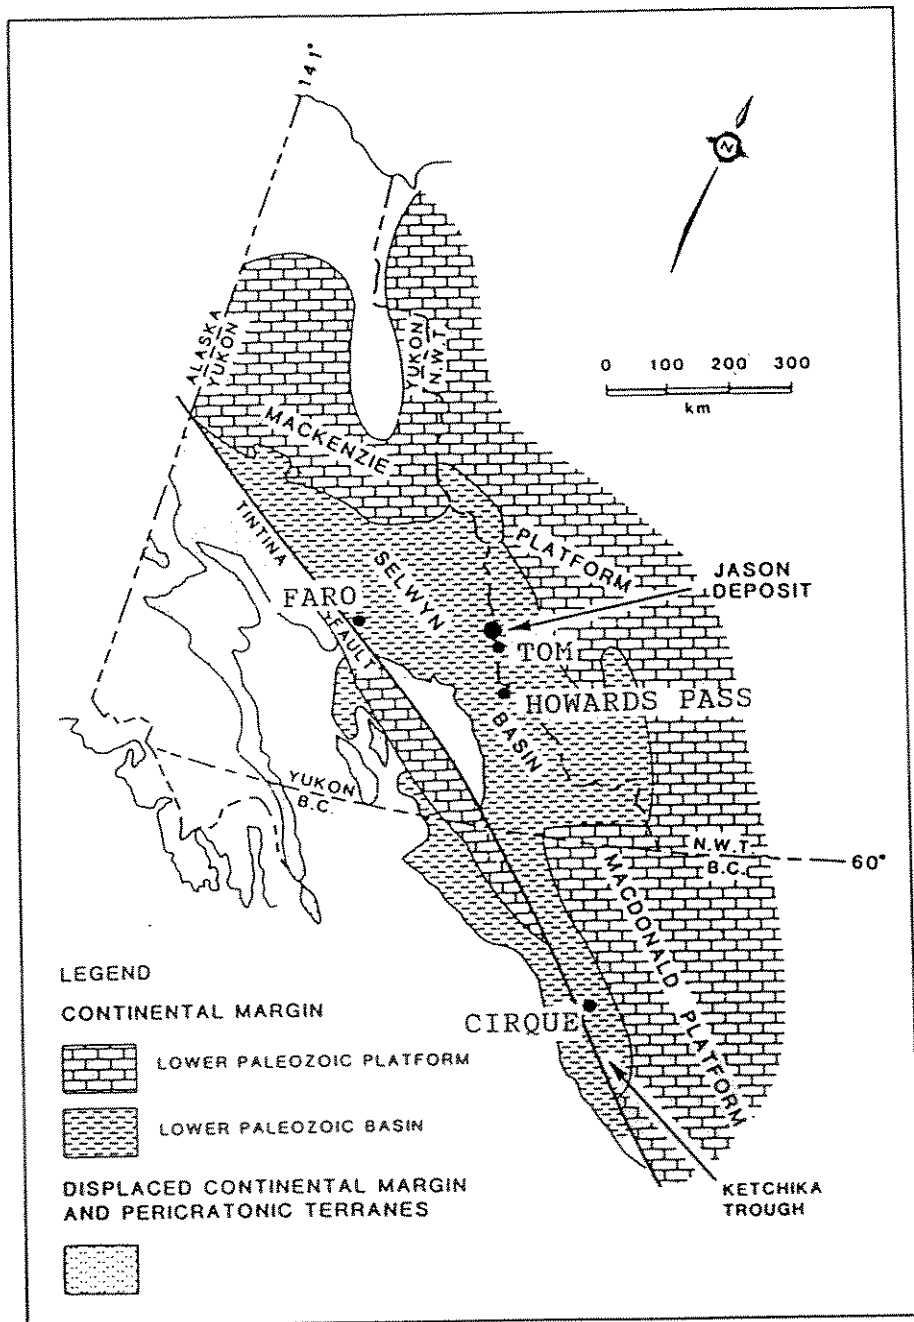 141°
N
ALASKA
YUKON
YUKON
N.W.T.
0 100 200 300
km
MACKENZIE
PLATFORM
TINTINA
FAULT
SELWYN
BASIN
JASON
DEPOSIT
FARO
TOM
HOWARDS PASS
YUKON
B.C.
N.W.T.
B.C.
60°
MACDONALD PLATFORM
CIRQUE
KETCHIKA
TROUGH
LEGEND
CONTINENTAL MARGIN
LOWER PALEOZOIC PLATFORM
LOWER PALEOZOIC BASIN
DISPLACED CONTINENTAL MARGIN
AND PERICRATONIC TERRANES